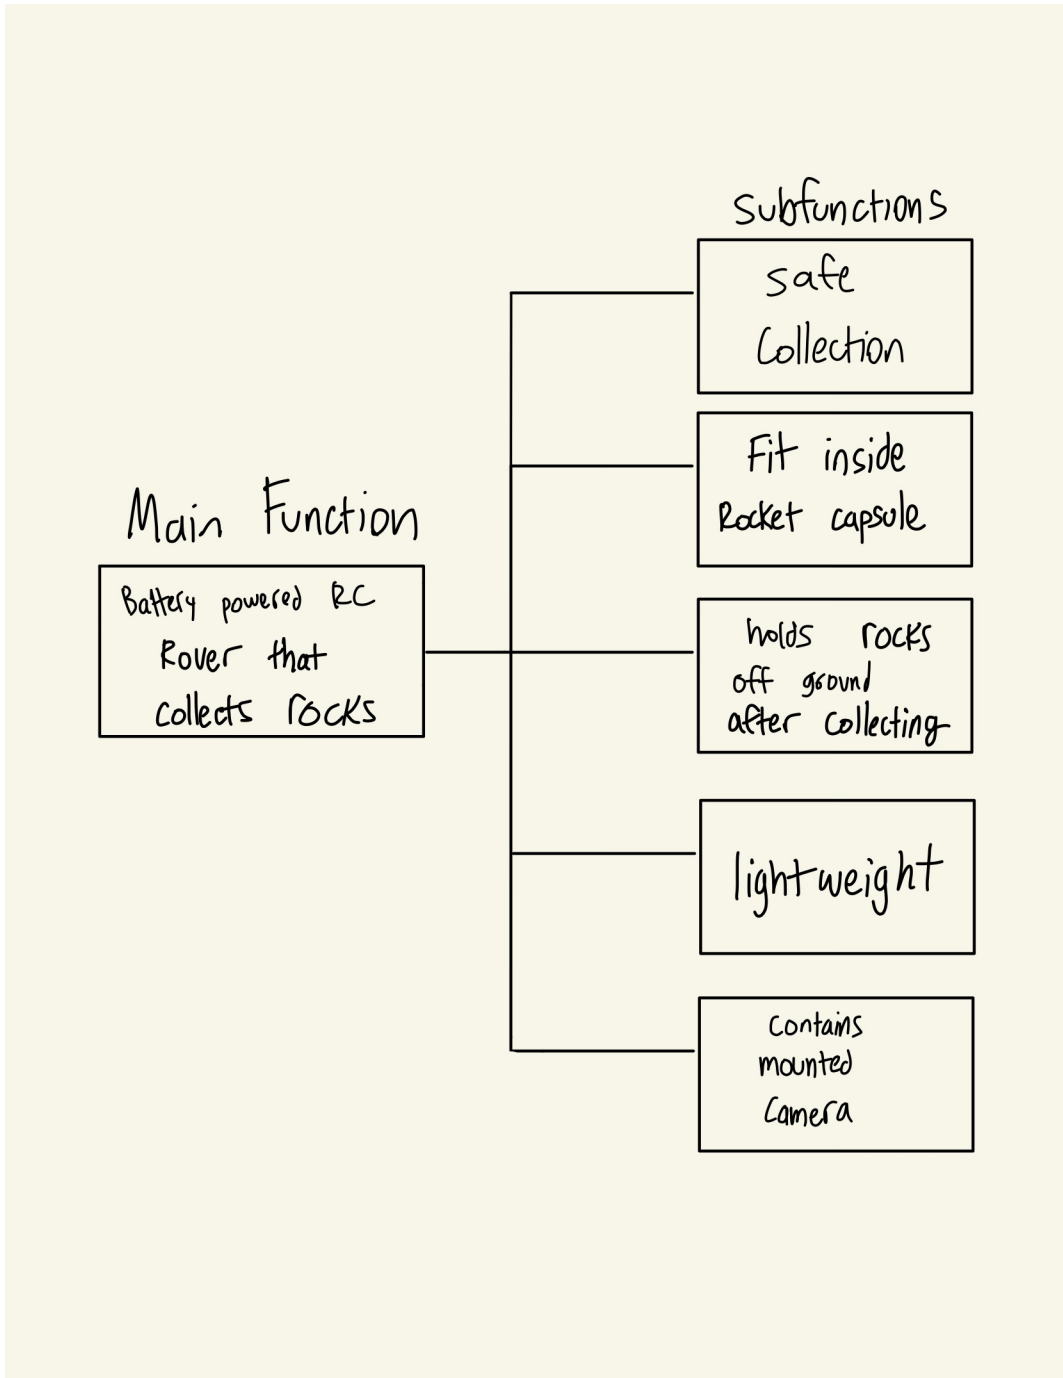 Subfunctions
safe
Collection
Fit inside
Rocket capsule
Main Function
Battery powered RC
Rover that
collects rocks
holds rocks
off ground
after collecting
lightweight
Contains
mounted
Camera